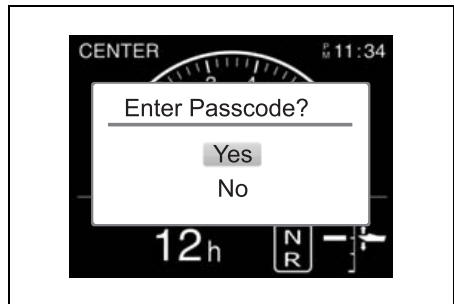 CENTER PM 11:34
Enter Passcode?
Yes
No
12h
N
R